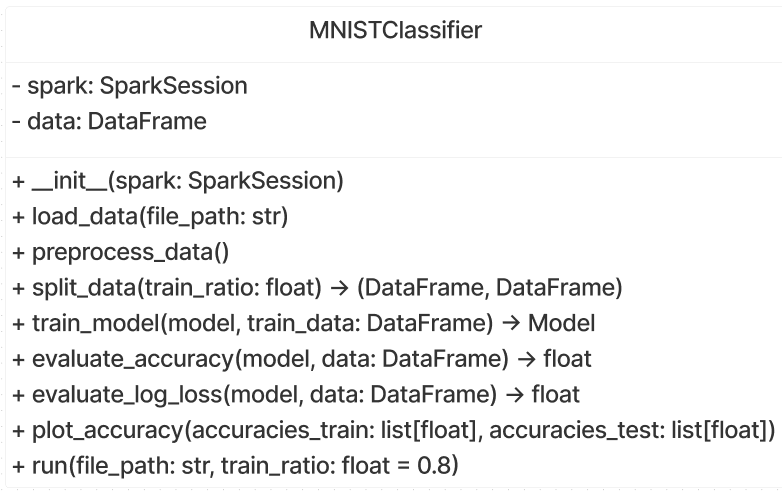 MNISTClassifier
- spark: SparkSession
- data: DataFrame
+ __init__(spark: SparkSession)
+ load_data(file_path: str)
+ preprocess_data()
+ split_data(train_ratio: float) → (DataFrame, DataFrame)
+ train_model(model, train_data: DataFrame) → Model
+ evaluate_accuracy(model, data: DataFrame) → float
+ evaluate_log_loss(model, data: DataFrame) → float
+ plot_accuracy(accuracies_train: list[float], accuracies_test: list[float])
+ run(file_path: str, train_ratio: float = 0.8)